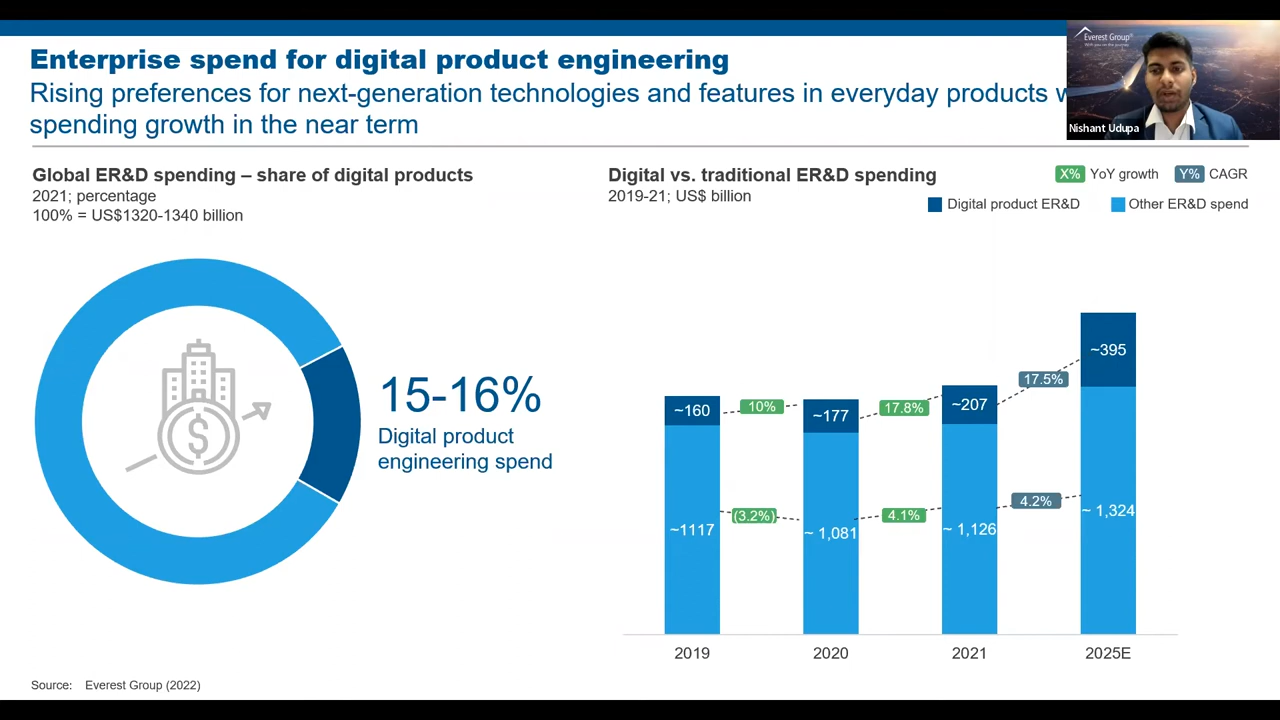 Enterprise spend for digital product engineering
Rising preferences for next-generation technologies and features in everyday products
spending growth in the near term
Everest Group®
With you on the journey
Nishant Udupa
Global ER&D spending – share of digital products
2021; percentage
100% = US$1320-1340 billion
15-16%
Digital product
engineering spend
$
Digital vs. traditional ER&D spending
2019-21; US$ billion
X% YoY growth Y% CAGR
Digital product ER&D Other ER&D spend
~160 10% ~177 17.8% ~207 17.5% ~395
~1117 (3.2%) ~ 1,081 4.1% ~ 1,126 4.2% ~ 1,324
2019 2020 2021 2025E
Source: Everest Group (2022)